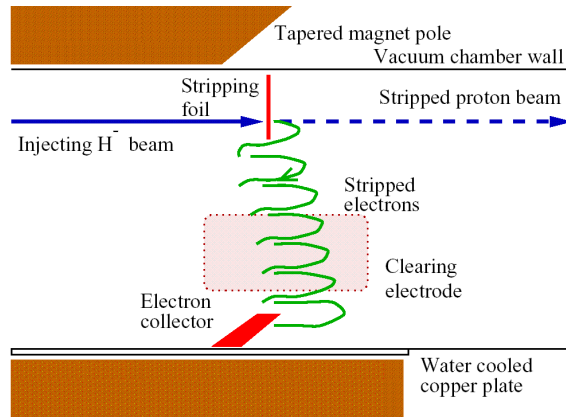 Tapered magnet pole
Vacuum chamber wall
Stripping
foil
Stripped proton beam
Injecting H⁻ beam
Stripped
electrons
Clearing
electrode
Electron
collector
Water cooled
copper plate